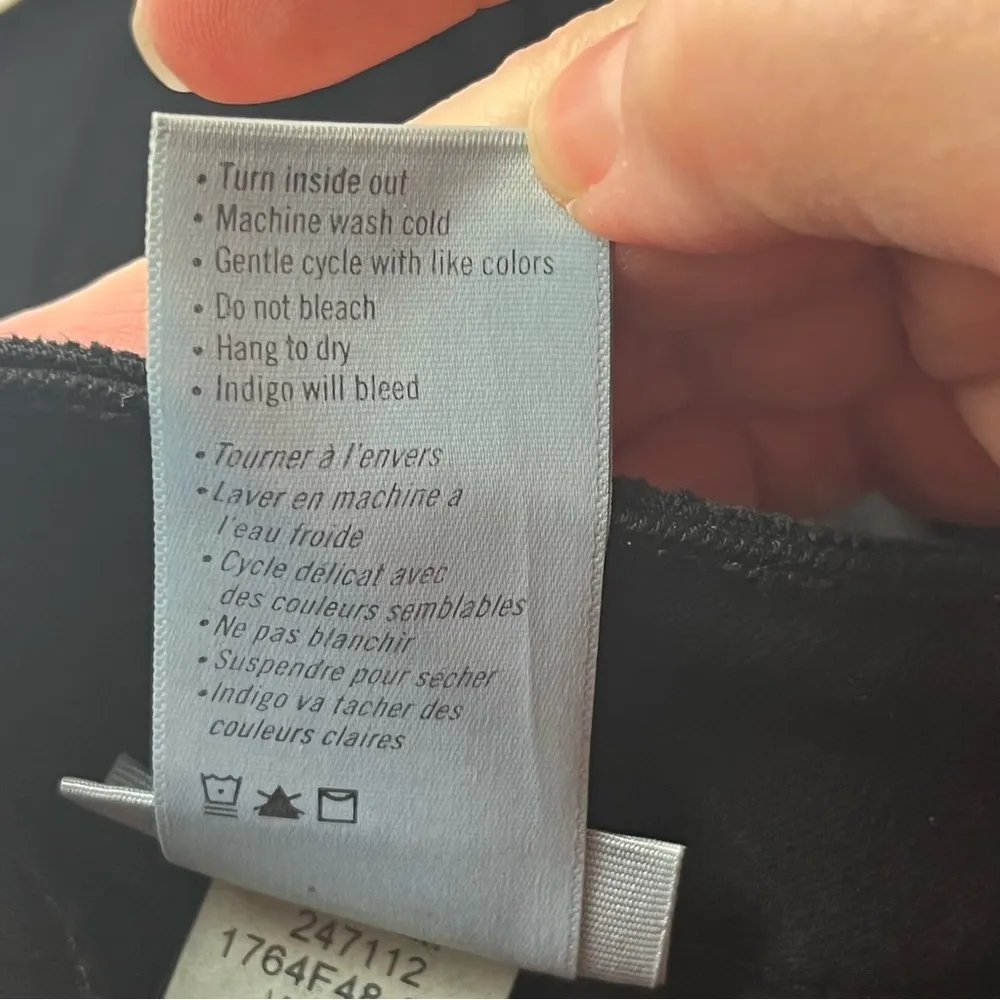 • Turn inside out
• Machine wash cold
• Gentle cycle with like colors
• Do not bleach
• Hang to dry
• Indigo will bleed
• Tourner à l'envers
• Laver en machine a
l'eau froide
• Cycle délicat avec
des couleurs semblables
• Ne pas blanchir
• Suspendre pour sécher
• Indigo va tacher des
couleurs claires
247112
1764F48